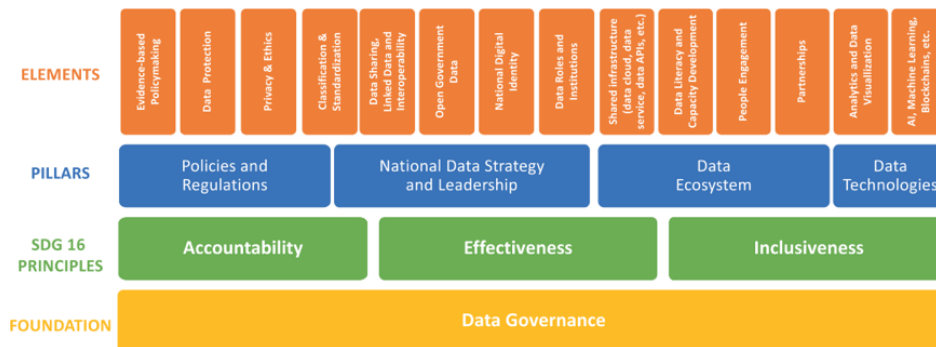 ELEMENTS
Evidence-based
Policymaking
Data Protection
Privacy & Ethics
Classification &
Standardization
Data Sharing,
Linked Data and
Interoperability
Open Government
Data
National Digital
Identity
Data Roles and
Institutions
Shared infrastructure
(data cloud, data
service, data APIs, etc.)
Data Literacy and
Capacity Development
People Engagement
Partnerships
Analytics and Data
Visuallization
AI, Machine Learning,
Blockchains, etc.
PILLARS
Policies and
Regulations
National Data Strategy
and Leadership
Data
Ecosystem
Data
Technologies
SDG 16
PRINCIPLES
Accountability
Effectiveness
Inclusiveness
FOUNDATION
Data Governance